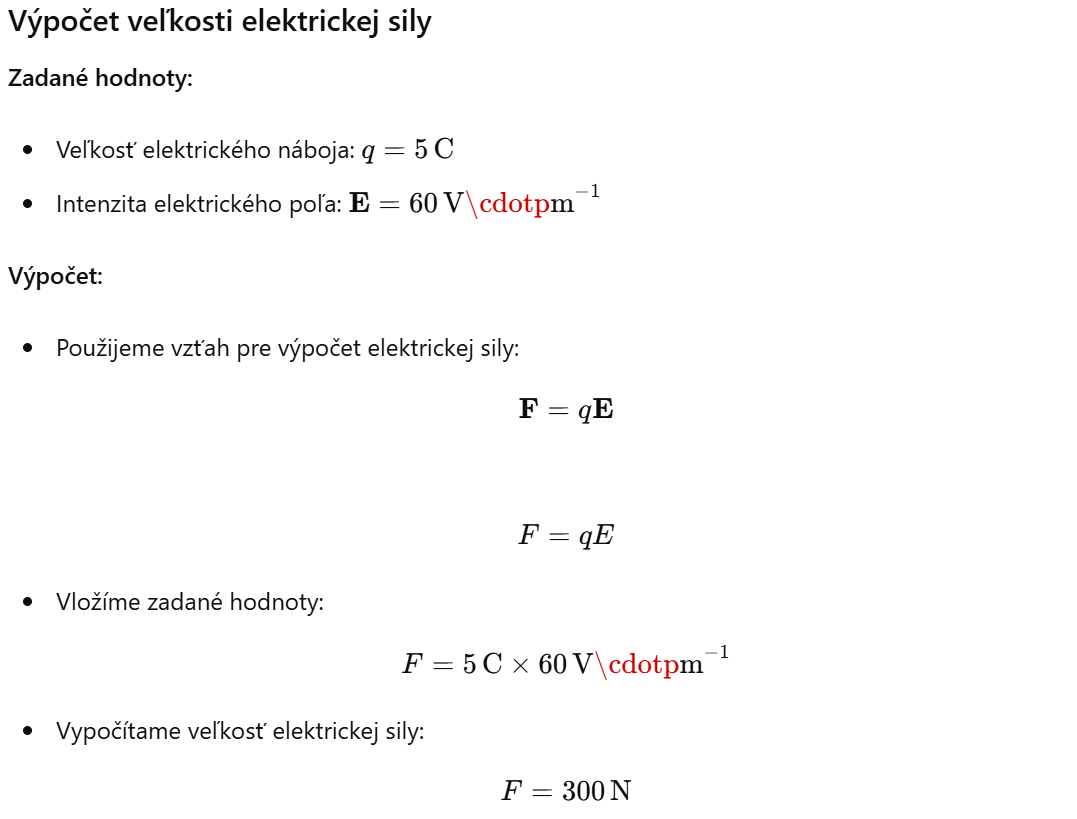 Výpočet veľkosti elektrickej sily
Zadané hodnoty:
• Veľkosť elektrického náboja: q = 5 C
• Intenzita elektrického poľa: E = 60 V\cdotpm⁻¹
Výpočet:
• Použijeme vzťah pre výpočet elektrickej sily:
F = qE
F = qE
• Vložíme zadané hodnoty:
F = 5 C × 60 V\cdotpm⁻¹
• Vypočítame veľkosť elektrickej sily:
F = 300 N